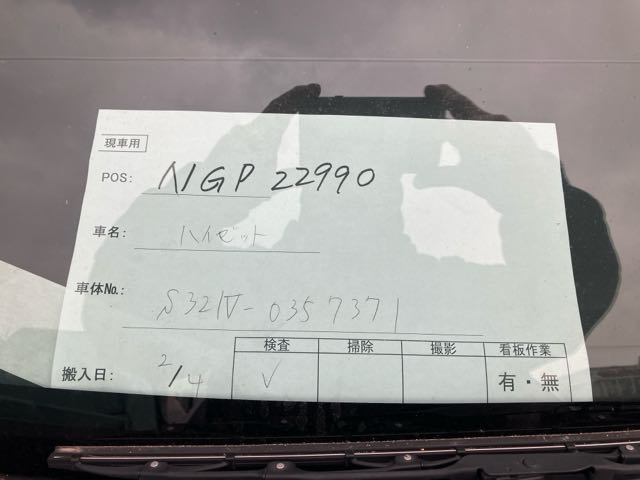 現車用
POS: NGP 22990
車名: ハイゼット
車体No.: S321V-0357371
検査 掃除 撮影 看板作業
搬入日: 2/4 V 有・無